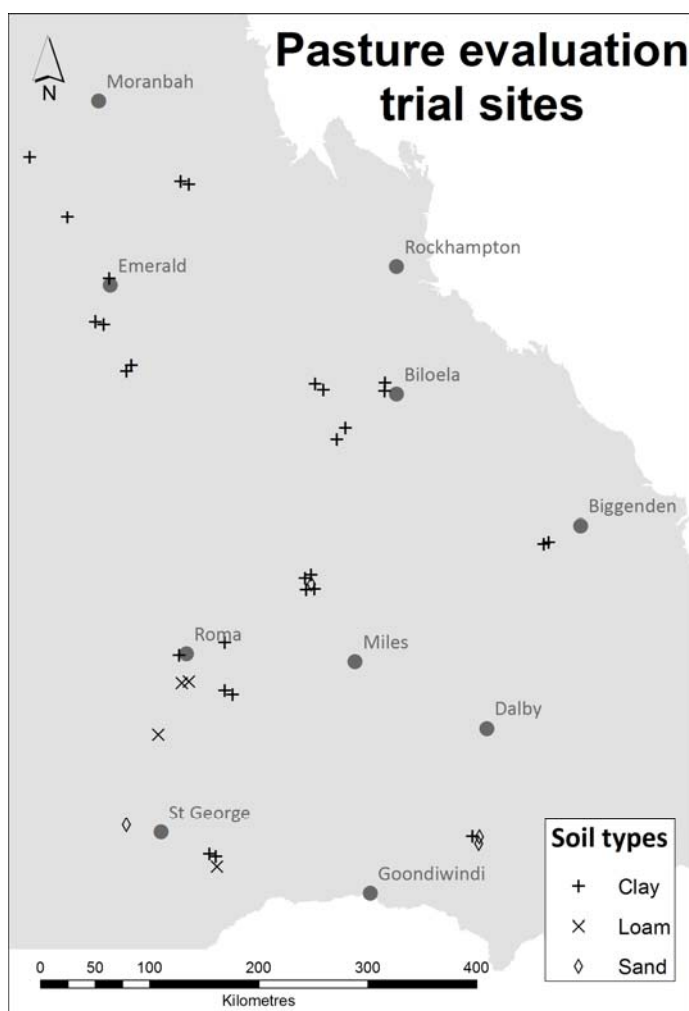 Pasture evaluation
trial sites
N
Moranbah
Rockhampton
Emerald
Biloela
Biggenden
Roma
Miles
Dalby
St George
Goondiwindi
Soil types
Clay
Loam
Sand
0 50 100 200 300 400
Kilometres